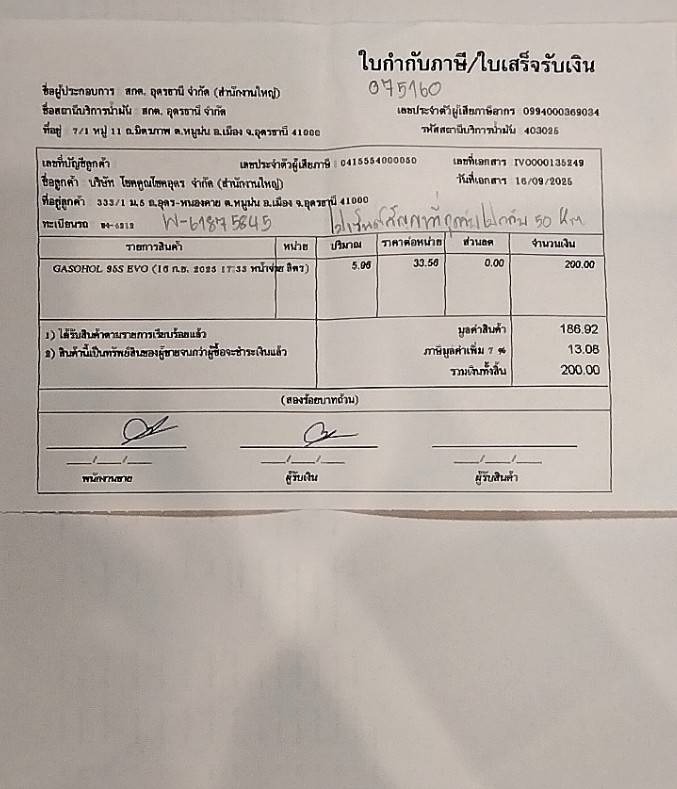 ใบกำกับภาษี/ใบเสร็จรับเงิน
075160
ชื่อผู้ประกอบการ สกต. อุดรธานี จำกัด (สำนักงานใหญ่)
ชื่อสถานีบริการน้ำมัน สกต. อุดรธานี จำกัด เลขประจำตัวผู้เสียภาษีอากร 0994000369034
ที่อยู่ 7/1 หมู่ 11 ถ.มิตรภาพ ต.หมูม่น อ.เมือง จ.อุดรธานี 41000 รหัสสถานีบริการน้ำมัน 403025
เลขที่บัญชีลูกค้า เลขประจำตัวผู้เสียภาษี : 0415554000050 เลขที่เอกสาร IV0000135249
ชื่อลูกค้า บริษัท โชคคูณโชคอุดร จำกัด (สำนักงานใหญ่) วันที่เอกสาร 16/09/2025
ที่อยู่ลูกค้า 333/1 ม.5 ถ.อุดร-หนองคาย ต.หมูม่น อ.เมือง จ.อุดรธานี 41000
ทะเบียนรถ W-61875845 50 Km
รายการสินค้า หน่วย ปริมาณ ราคาต่อหน่วย ส่วนลด จำนวนเงิน
GASOHOL 95S EVO (16 ก.ย. 2025 17:33 หน้าจ่าย ลิตร) 5.96 33.56 0.00 200.00
1) ได้รับสินค้าตามรายการเรียบร้อยแล้ว มูลค่าสินค้า 186.92
2) สินค้านี้เป็นทรัพย์สินของผู้ขายจนกว่าผู้ซื้อจะชำระเงินแล้ว ภาษีมูลค่าเพิ่ม 7 % 13.08
รวมเงินทั้งสิ้น 200.00
(สองร้อยบาทถ้วน)
พนักงานขาย ผู้รับเงิน ผู้รับสินค้า